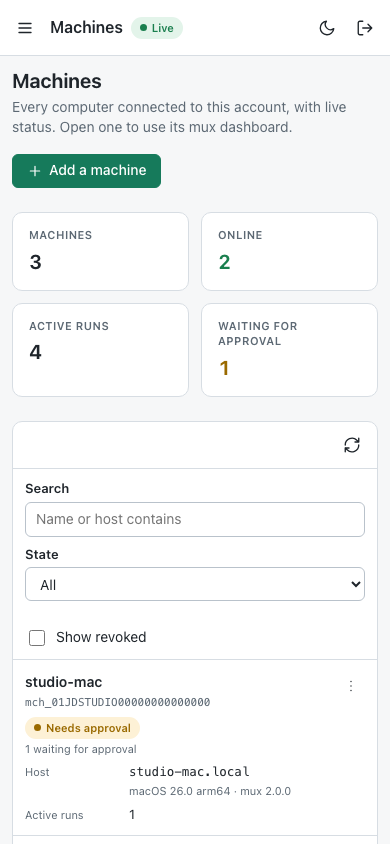 Machines
Live
Machines
Every computer connected to this account, with live
status. Open one to use its mux dashboard.
Add a machine
MACHINES
3
ONLINE
2
ACTIVE RUNS
4
WAITING FOR
APPROVAL
1
Search
Name or host contains
State
All
Show revoked
studio-mac
mch_01JDSTUDIO00000000000000
Needs approval
1 waiting for approval
Host
studio-mac.local
macOS 26.0 arm64 · mux 2.0.0
Active runs
1